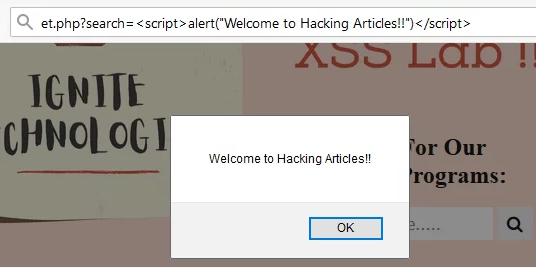 et.php?search=<script>alert("Welcome to Hacking Articles!!")</script>
XSS Lab !!
IGNITE
CHNOLOGI
Welcome to Hacking Articles!!
For Our
Programs:
e.....
OK